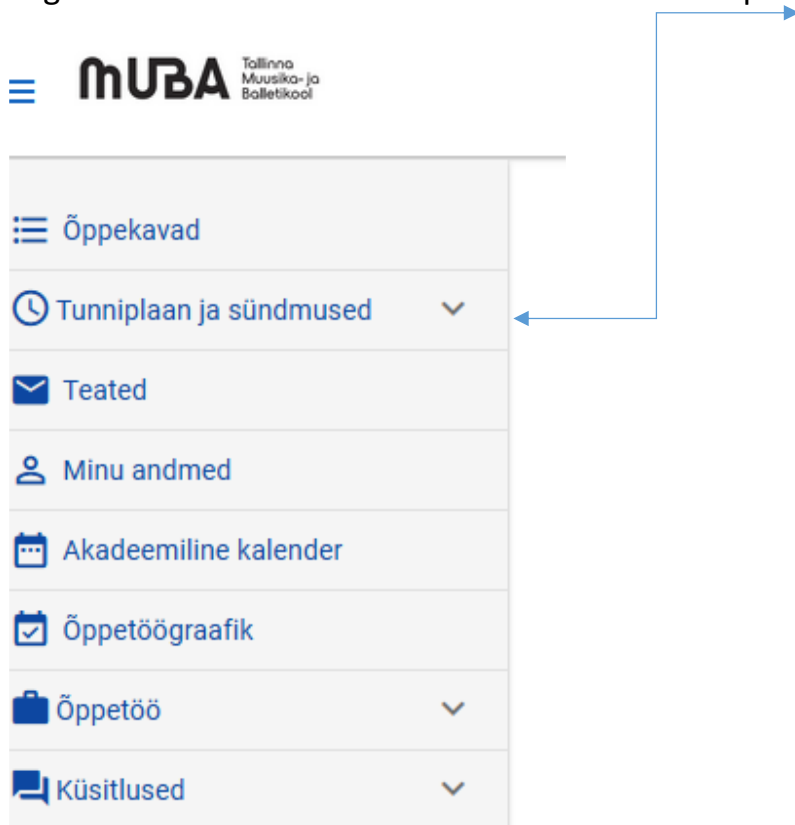 MUBA
Tallinna
Muusika- ja
Balletikool
Õppekavad
Tunniplaan ja sündmused
Teated
Minu andmed
Akadeemiline kalender
Õppetöögraafik
Õppetöö
Küsitlused